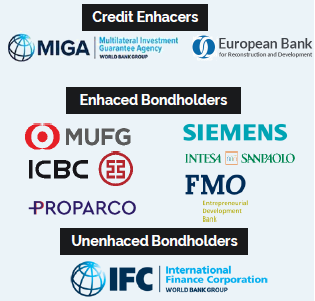 Credit Enhacers
MIGA Multilateral Investment
Guarantee Agency
WORLD BANK GROUP
European Bank
for Reconstruction and Development
Enhaced Bondholders
MUFG
SIEMENS
ICBC
INTESA SANPAOLO
FMO
Entrepreneurial
Development
Bank
PROPARCO
Unenhaced Bondholders
IFC International
Finance Corporation
WORLD BANK GROUP